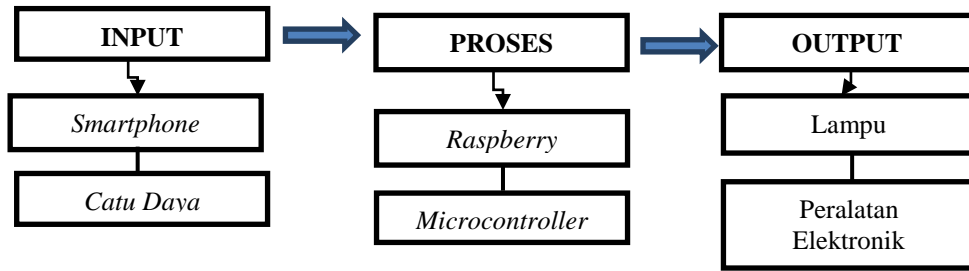 INPUT
PROSES
OUTPUT
Smartphone
Catu Daya
Raspberry
Microcontroller
Lampu
Peralatan
Elektronik